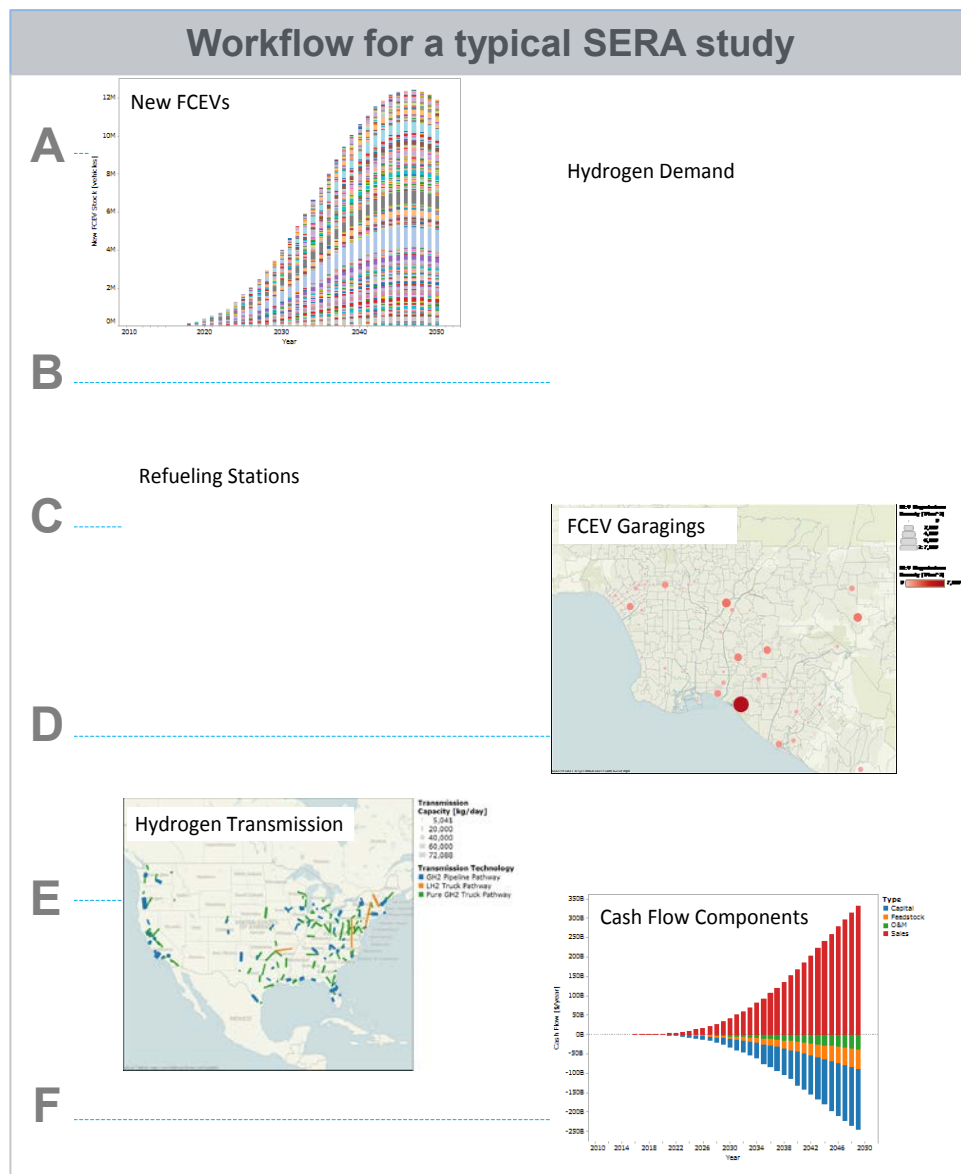 Workflow for a typical SERA study
A
New FCEVs
12M
10M
8M
6M
4M
2M
0M
New FCEV Stock [vehicles]
2010 2020 2030 2040 2050
Year
Hydrogen Demand
B
Refueling Stations
C
FCEV Garagings
D
Hydrogen Transmission
Transmission
Capacity [kg/day]
5,041
20,000
40,000
60,000
72,088
Transmission Technology
GH2 Pipeline Pathway
LH2 Truck Pathway
Pure GH2 Truck Pathway
MEXICO
E
Cash Flow Components
350B
300B
250B
200B
150B
100B
50B
0B
-50B
-100B
-150B
-200B
-250B
Cash Flow [$/year]
2010 2014 2018 2022 2026 2030 2034 2038 2042 2046 2050
Year
Type
Capital
Feedstock
O&M
Sales
F